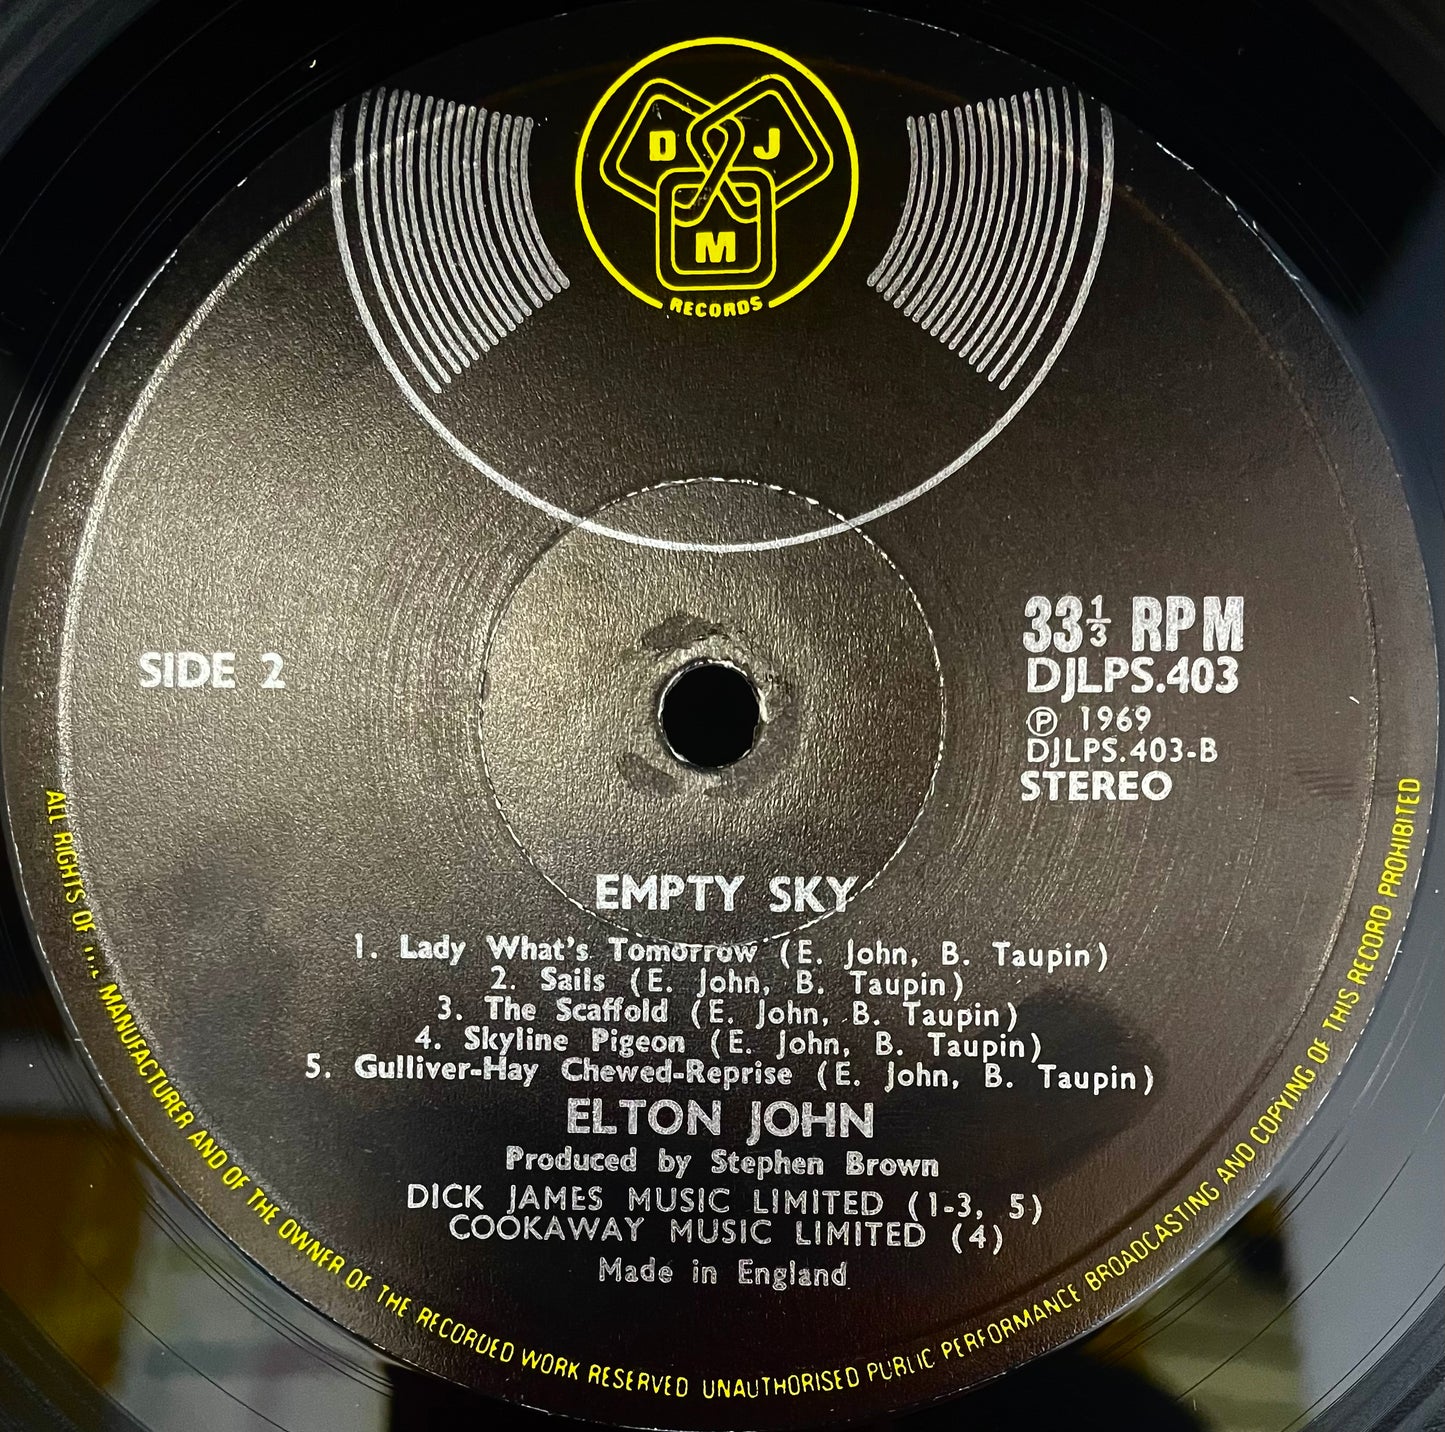 D J
M
RECORDS
SIDE 2
33 1/3 RPM
DJLPS.403
℗ 1969
DJLPS.403-B
STEREO
EMPTY SKY
1. Lady What's Tomorrow (E. John, B. Taupin)
2. Sails (E. John, B. Taupin)
3. The Scaffold (E. John, B. Taupin)
4. Skyline Pigeon (E. John, B. Taupin)
5. Gulliver-Hay Chewed-Reprise (E. John, B. Taupin)
ELTON JOHN
Produced by Stephen Brown
DICK JAMES MUSIC LIMITED (1-3, 5)
COOKAWAY MUSIC LIMITED (4)
Made in England
ALL RIGHTS OF THE MANUFACTURER AND OF THE OWNER OF THE RECORDED WORK RESERVED UNAUTHORISED PUBLIC PERFORMANCE BROADCASTING AND COPYING OF THIS RECORD PROHIBITED